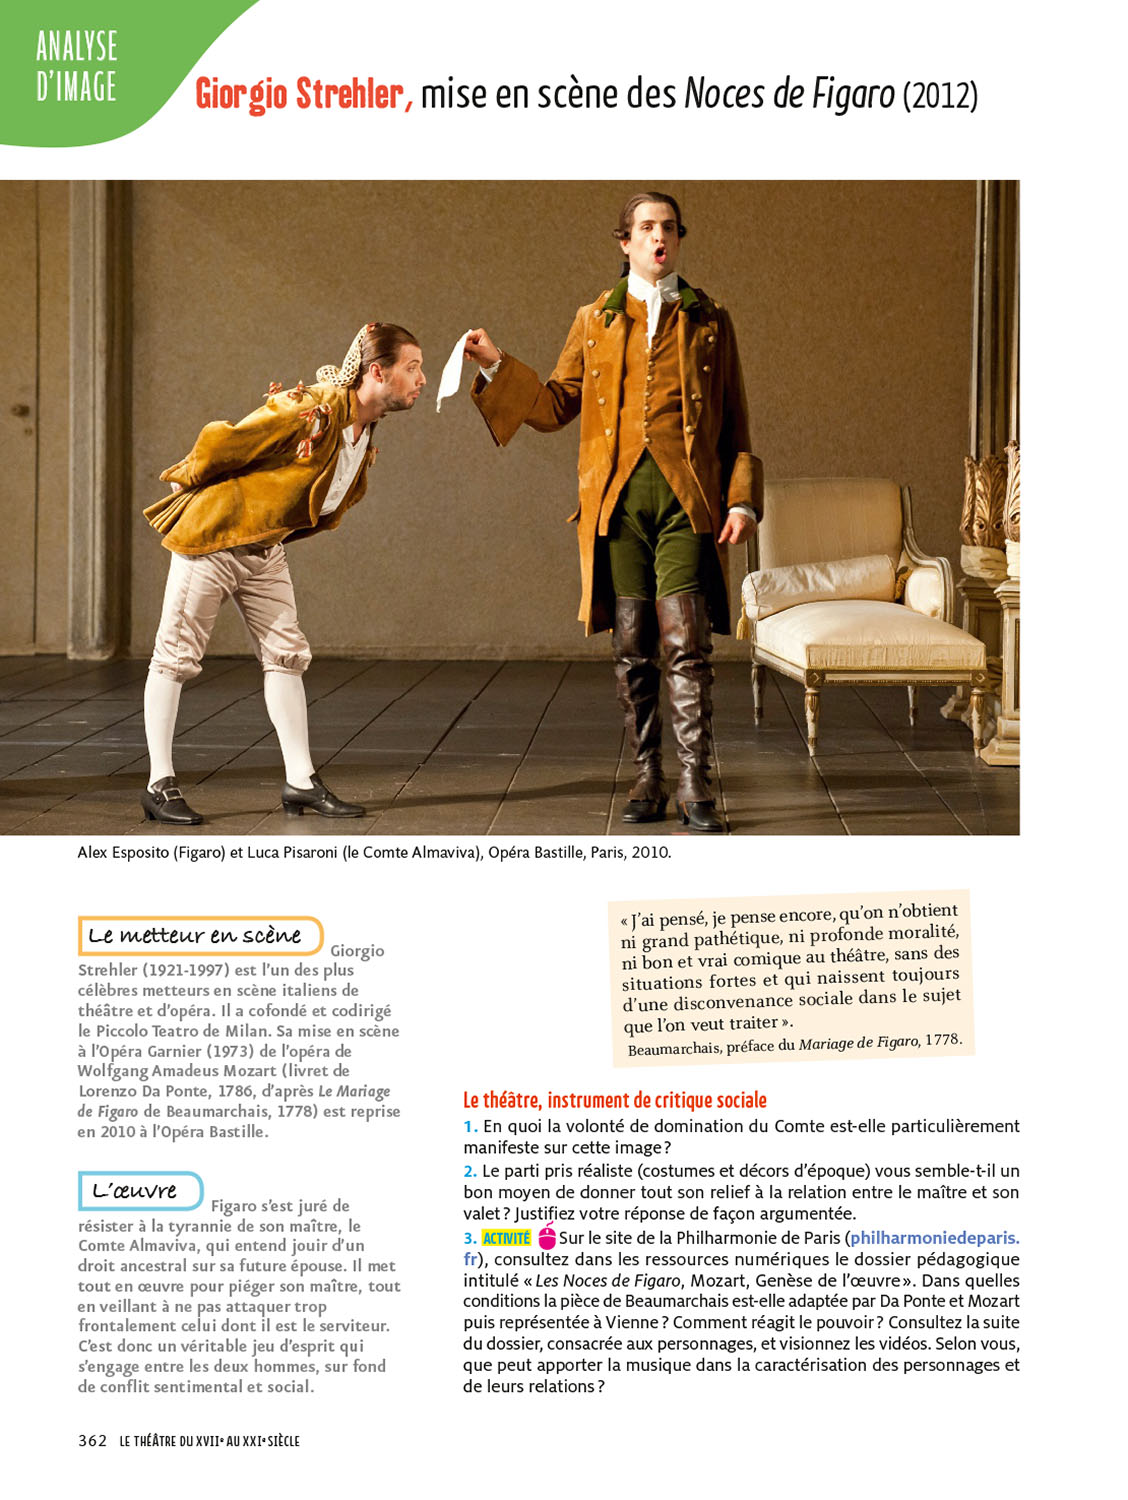 ANALYSE
D'IMAGE
Giorgio Strehler, mise en scène des Noces de Figaro (2012)
Alex Esposito (Figaro) et Luca Pisaroni (le Comte Almaviva), Opéra Bastille, Paris, 2010.
Le metteur en scène Giorgio
Strehler (1921-1997) est l'un des plus
célèbres metteurs en scène italiens de
théâtre et d'opéra. Il a cofondé et codirigé
le Piccolo Teatro de Milan. Sa mise en scène
à l'Opéra Garnier (1973) de l'opéra de
Wolfgang Amadeus Mozart (livret de
Lorenzo Da Ponte, 1786, d'après Le Mariage
de Figaro de Beaumarchais, 1778) est reprise
en 2010 à l'Opéra Bastille.
L'œuvre Figaro s'est juré de
résister à la tyrannie de son maître, le
Comte Almaviva, qui entend jouir d'un
droit ancestral sur sa future épouse. Il met
tout en œuvre pour piéger son maître, tout
en veillant à ne pas attaquer trop
frontalement celui dont il est le serviteur.
C'est donc un véritable jeu d'esprit qui
s'engage entre les deux hommes, sur fond
de conflit sentimental et social.
« J'ai pensé, je pense encore, qu'on n'obtient
ni grand pathétique, ni profonde moralité,
ni bon et vrai comique au théâtre, sans des
situations fortes et qui naissent toujours
d'une disconvenance sociale dans le sujet
que l'on veut traiter ».
Beaumarchais, préface du Mariage de Figaro, 1778.
Le théâtre, instrument de critique sociale
1. En quoi la volonté de domination du Comte est-elle particulièrement
manifeste sur cette image ?
2. Le parti pris réaliste (costumes et décors d'époque) vous semble-t-il un
bon moyen de donner tout son relief à la relation entre le maître et son
valet ? Justifiez votre réponse de façon argumentée.
3. ACTIVITÉ Sur le site de la Philharmonie de Paris (philharmoniedeparis.
fr), consultez dans les ressources numériques le dossier pédagogique
intitulé « Les Noces de Figaro, Mozart, Genèse de l'œuvre ». Dans quelles
conditions la pièce de Beaumarchais est-elle adaptée par Da Ponte et Mozart
puis représentée à Vienne ? Comment réagit le pouvoir ? Consultez la suite
du dossier, consacrée aux personnages, et visionnez les vidéos. Selon vous,
que peut apporter la musique dans la caractérisation des personnages et
de leurs relations ?
362 LE THÉÂTRE DU XVIIe AU XXIe SIÈCLE